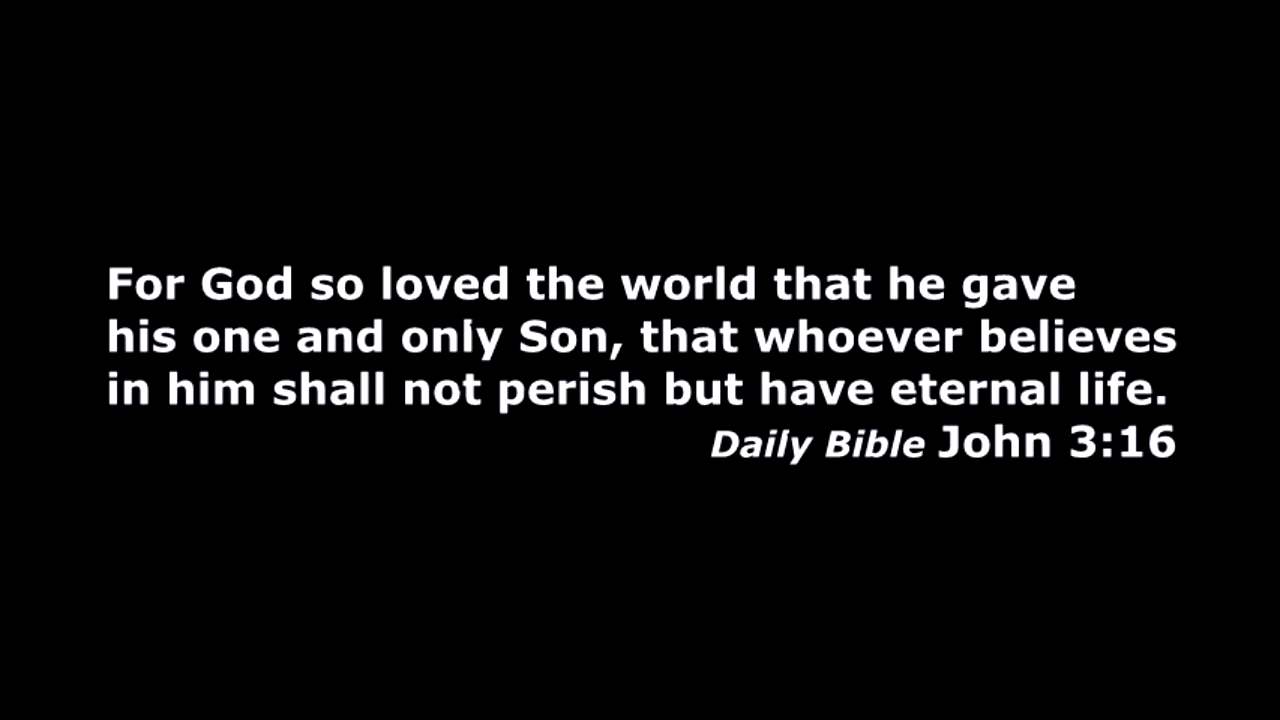 For God so loved the world that he gave
his one and only Son, that whoever believes
in him shall not perish but have eternal life.
Daily Bible John 3:16